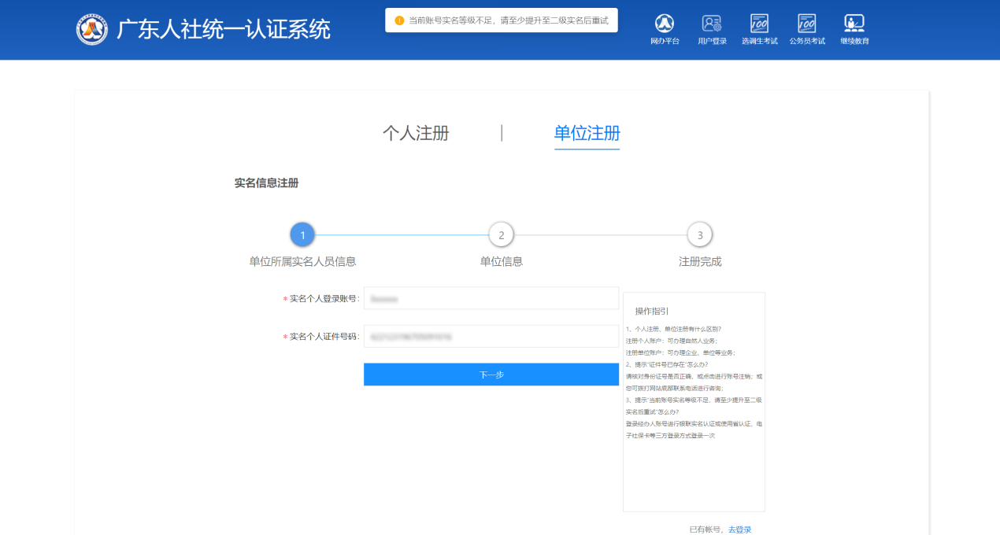 广东人社统一认证系统
当前账号实名等级不足，请至少提升至二级实名后重试
网办平台
用户登录
选调生考试
公务员考试
继续教育
个人注册
单位注册
实名信息注册
1
2
3
单位所属实名人员信息
单位信息
注册完成
*实名个人登录账号:
*实名个人证件号码:
下一步
操作指引
1、个人注册、单位注册有什么区别?
注册个人账户：可办理自然人业务；
注册单位账户：可办理企业、单位等业务；
2、提示“证件号已存在”怎么办?
请核对身份证号是否正确，或点击进行账号注销；或
您可拨打网站底部联系电话进行咨询；
3、提示“当前账号实名等级不足，请至少提升至二级
实名后重试”怎么办?
登录经办人账号进行银联实名认证或使用省认证、电
子社保卡等三方登录方式登录一次
已有帐号，去登录